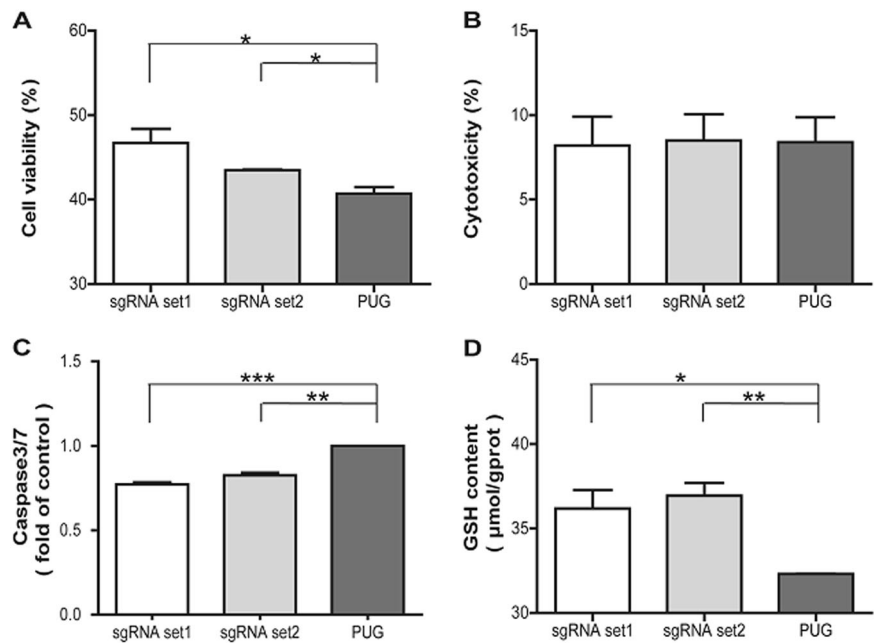 A
Cell viability (%)
60
50
40
30
*
*
sgRNA set1
sgRNA set2
PUG
B
Cytotoxicity (%)
15
10
5
0
sgRNA set1
sgRNA set2
PUG
C
Caspase3/7
( fold of control )
1.5
1.0
0.5
0.0
***
**
sgRNA set1
sgRNA set2
PUG
D
GSH content
( μmol/gprot )
45
40
35
30
*
**
sgRNA set1
sgRNA set2
PUG